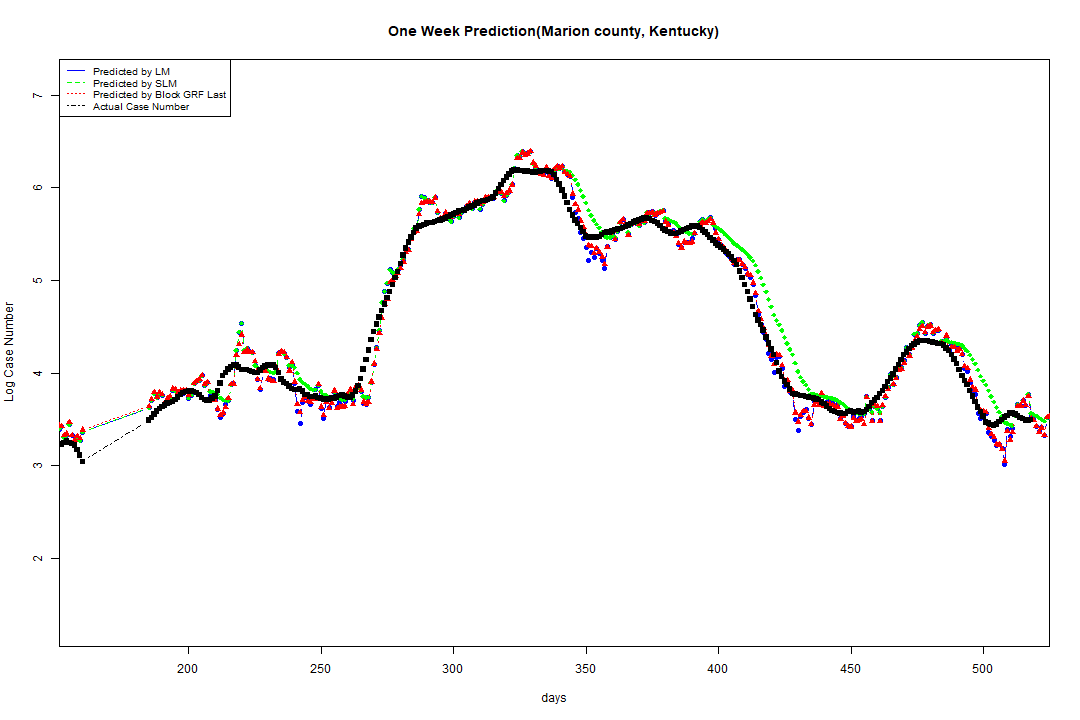 One Week Prediction(Marion county, Kentucky)
Predicted by LM
Predicted by SLM
Predicted by Block GRF Last
Actual Case Number
7
6
5
4
3
2
Log Case Number
200 250 300 350 400 450 500
days